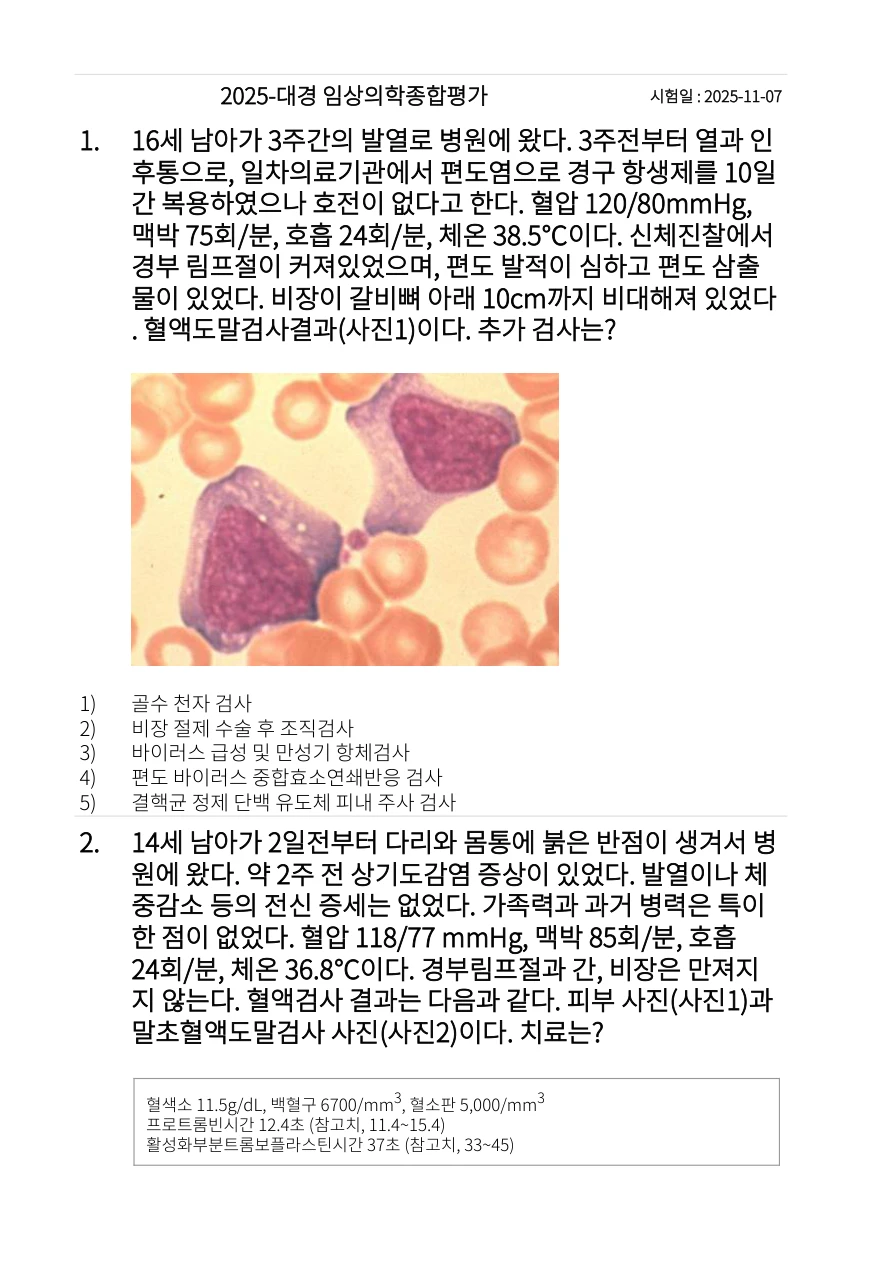 2025-대경 임상의학종합평가
시험일 : 2025-11-07
1. 16세 남아가 3주간의 발열로 병원에 왔다. 3주전부터 열과 인
후통으로, 일차의료기관에서 편도염으로 경구 항생제를 10일
간 복용하였으나 호전이 없다고 한다. 혈압 120/80mmHg,
맥박 75회/분, 호흡 24회/분, 체온 38.5°C이다. 신체진찰에서
경부 림프절이 커져있었으며, 편도 발적이 심하고 편도 삼출
물이 있었다. 비장이 갈비뼈 아래 10cm까지 비대해져 있었다
. 혈액도말검사결과(사진1)이다. 추가 검사는?
1) 골수 천자 검사
2) 비장 절제 수술 후 조직검사
3) 바이러스 급성 및 만성기 항체검사
4) 편도 바이러스 중합효소연쇄반응 검사
5) 결핵균 정제 단백 유도체 피내 주사 검사
2. 14세 남아가 2일전부터 다리와 몸통에 붉은 반점이 생겨서 병
원에 왔다. 약 2주 전 상기도감염 증상이 있었다. 발열이나 체
중감소 등의 전신 증세는 없었다. 가족력과 과거 병력은 특이
한 점이 없었다. 혈압 118/77 mmHg, 맥박 85회/분, 호흡
24회/분, 체온 36.8°C이다. 경부림프절과 간, 비장은 만져지
지 않는다. 혈액검사 결과는 다음과 같다. 피부 사진(사진1)과
말초혈액도말검사 사진(사진2)이다. 치료는?
혈색소 11.5g/dL, 백혈구 6700/mm³, 혈소판 5,000/mm³
프로트롬빈시간 12.4초 (참고치, 11.4~15.4)
활성화부분트롬보플라스틴시간 37초 (참고치, 33~45)